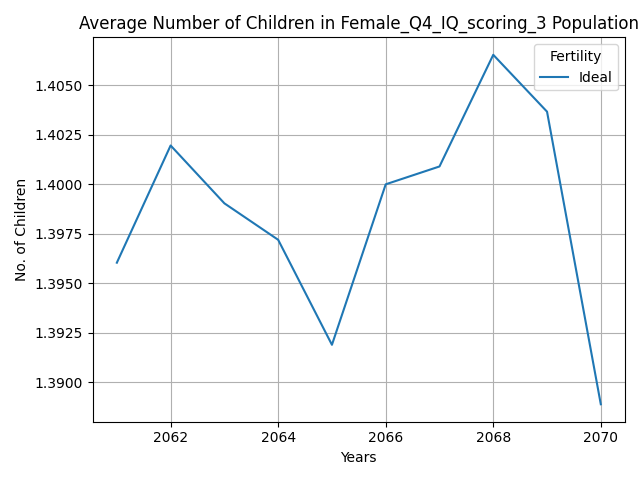 Average Number of Children in Female_Q4_IQ_scoring_3 Population
Fertility
Ideal
No. of Children
1.4050
1.4025
1.4000
1.3975
1.3950
1.3925
1.3900
2062 2064 2066 2068 2070
Years